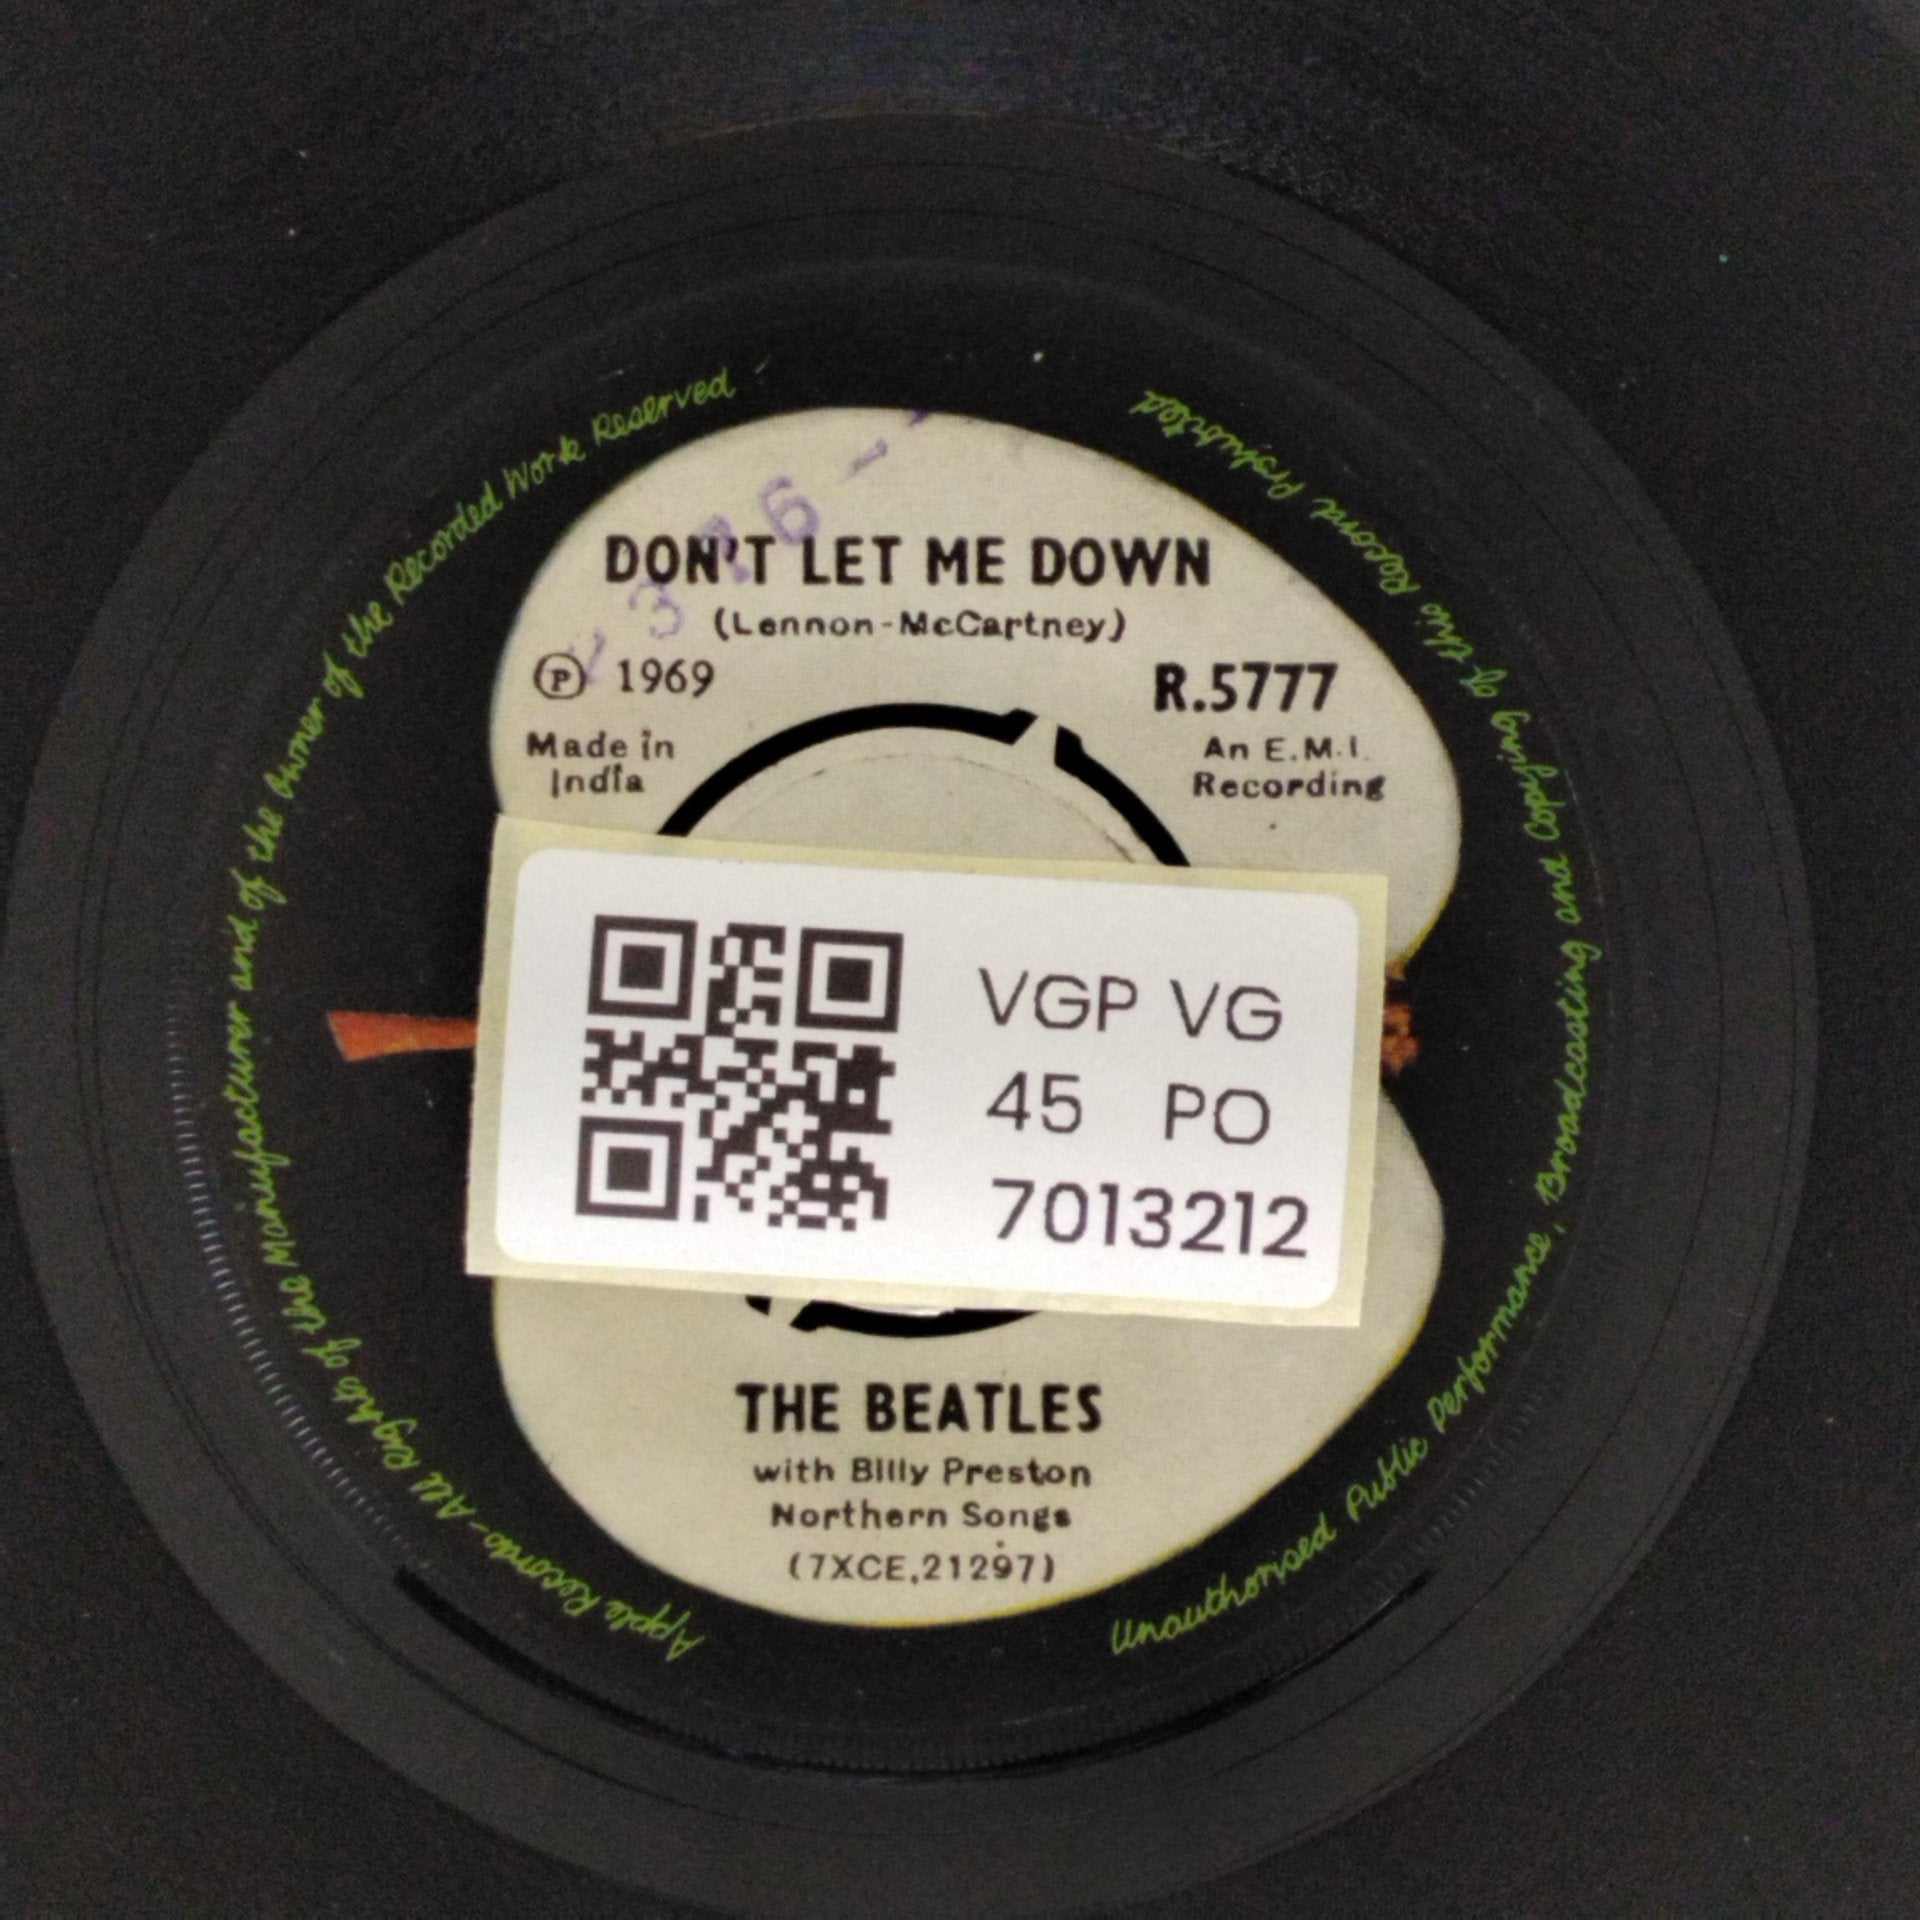 DON'T LET ME DOWN
(Lennon-McCartney)
Ⓟ 1969
R.5777
Made in
India
An E.M.I.
Recording
VGP VG
45 PO
7013212
THE BEATLES
with Billy Preston
Northern Songs
(7XCE.21297)
Apple Records-All Rights of the Manufacturer and of the Owner of the Recorded Work Reserved
Unauthorised Public Performance, Broadcasting and Copying of this Record Prohibited